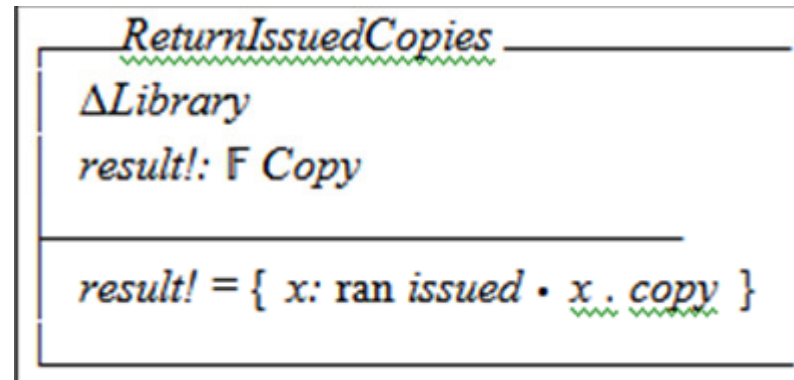 ReturnIssuedCopies
ΔLibrary
result!: 𝔽 Copy
result! = { x: ran issued • x . copy }